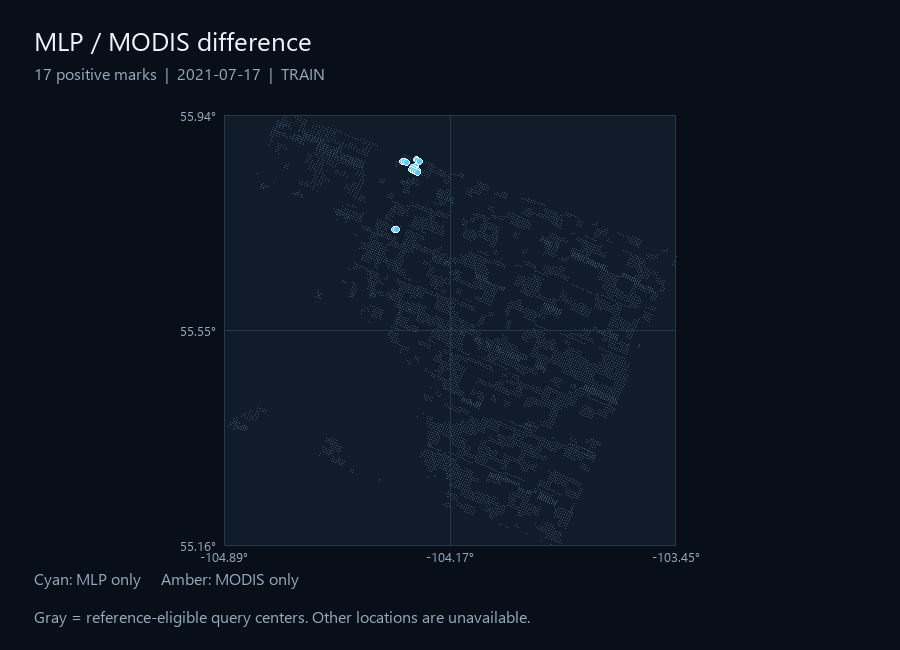 MLP / MODIS difference
17 positive marks | 2021-07-17 | TRAIN
55.94°
55.55°
55.16°
-104.89° -104.17° -103.45°
Cyan: MLP only Amber: MODIS only
Gray = reference-eligible query centers. Other locations are unavailable.